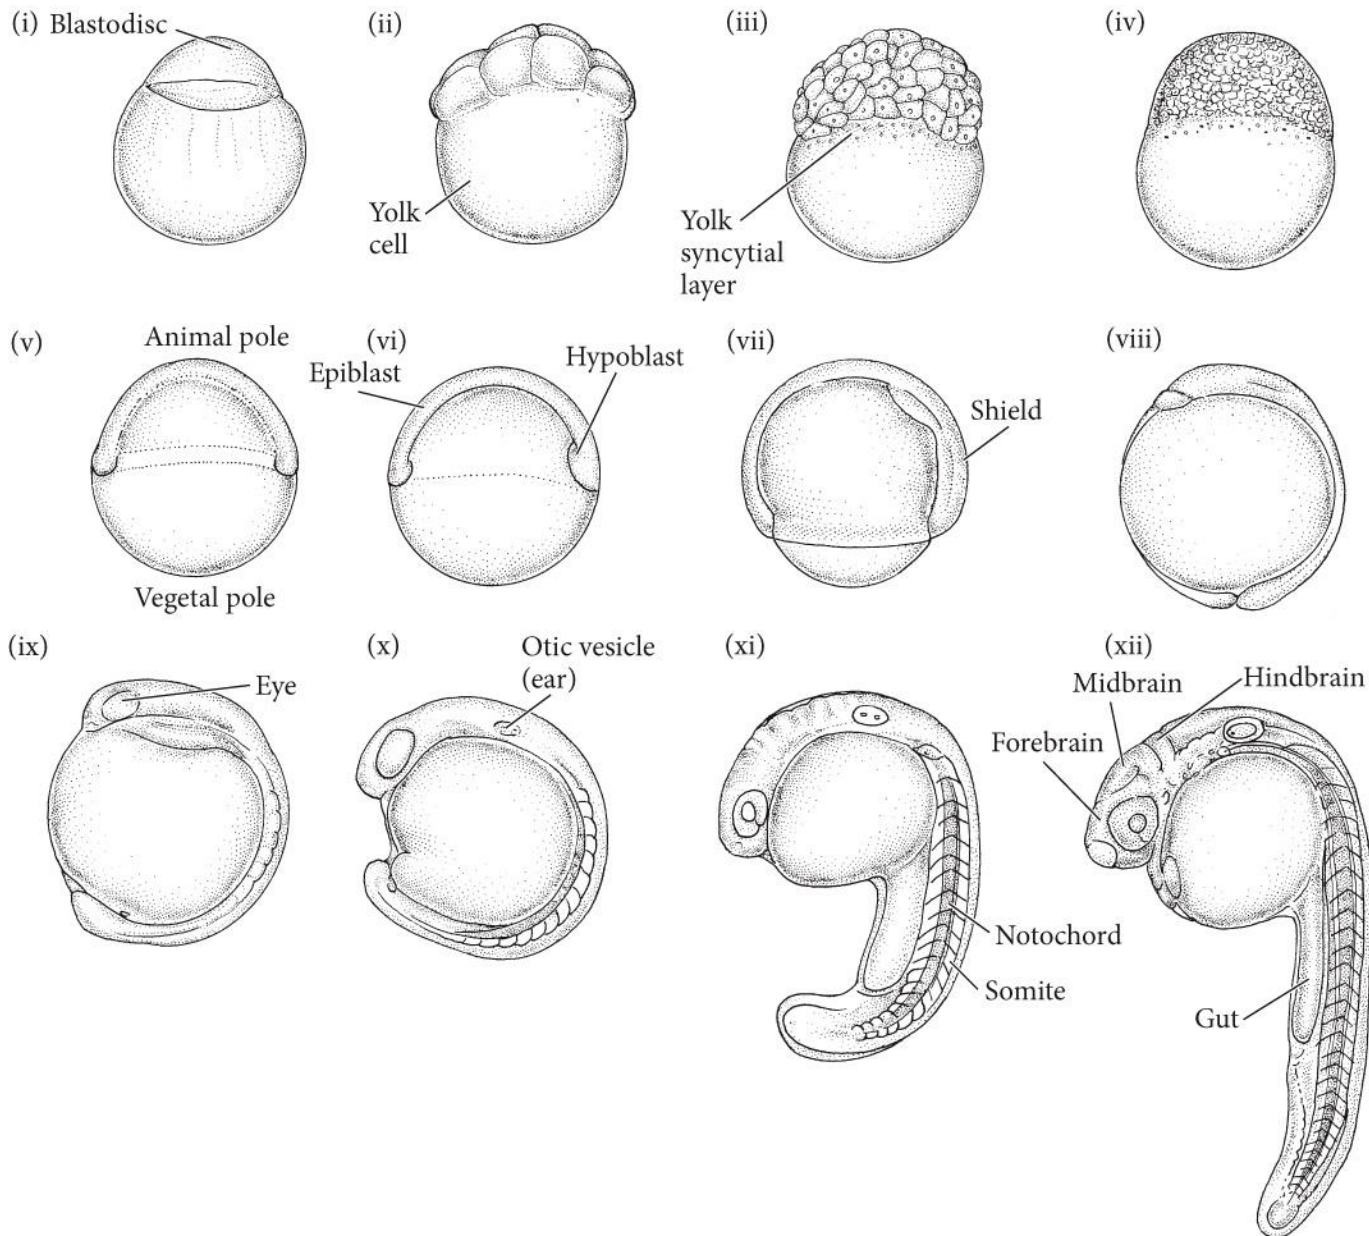 (i)
Blastodisc
(ii)
(iii)
(iv)
Yolk
cell
Yolk
syncytial
layer
(v)
Animal pole
(vi)
Epiblast
Hypoblast
(vii)
Shield
(viii)
Vegetal pole
(ix)
Eye
(x)
Otic vesicle
(ear)
(xi)
(xii)
Midbrain
Hindbrain
Forebrain
Notochord
Somite
Gut